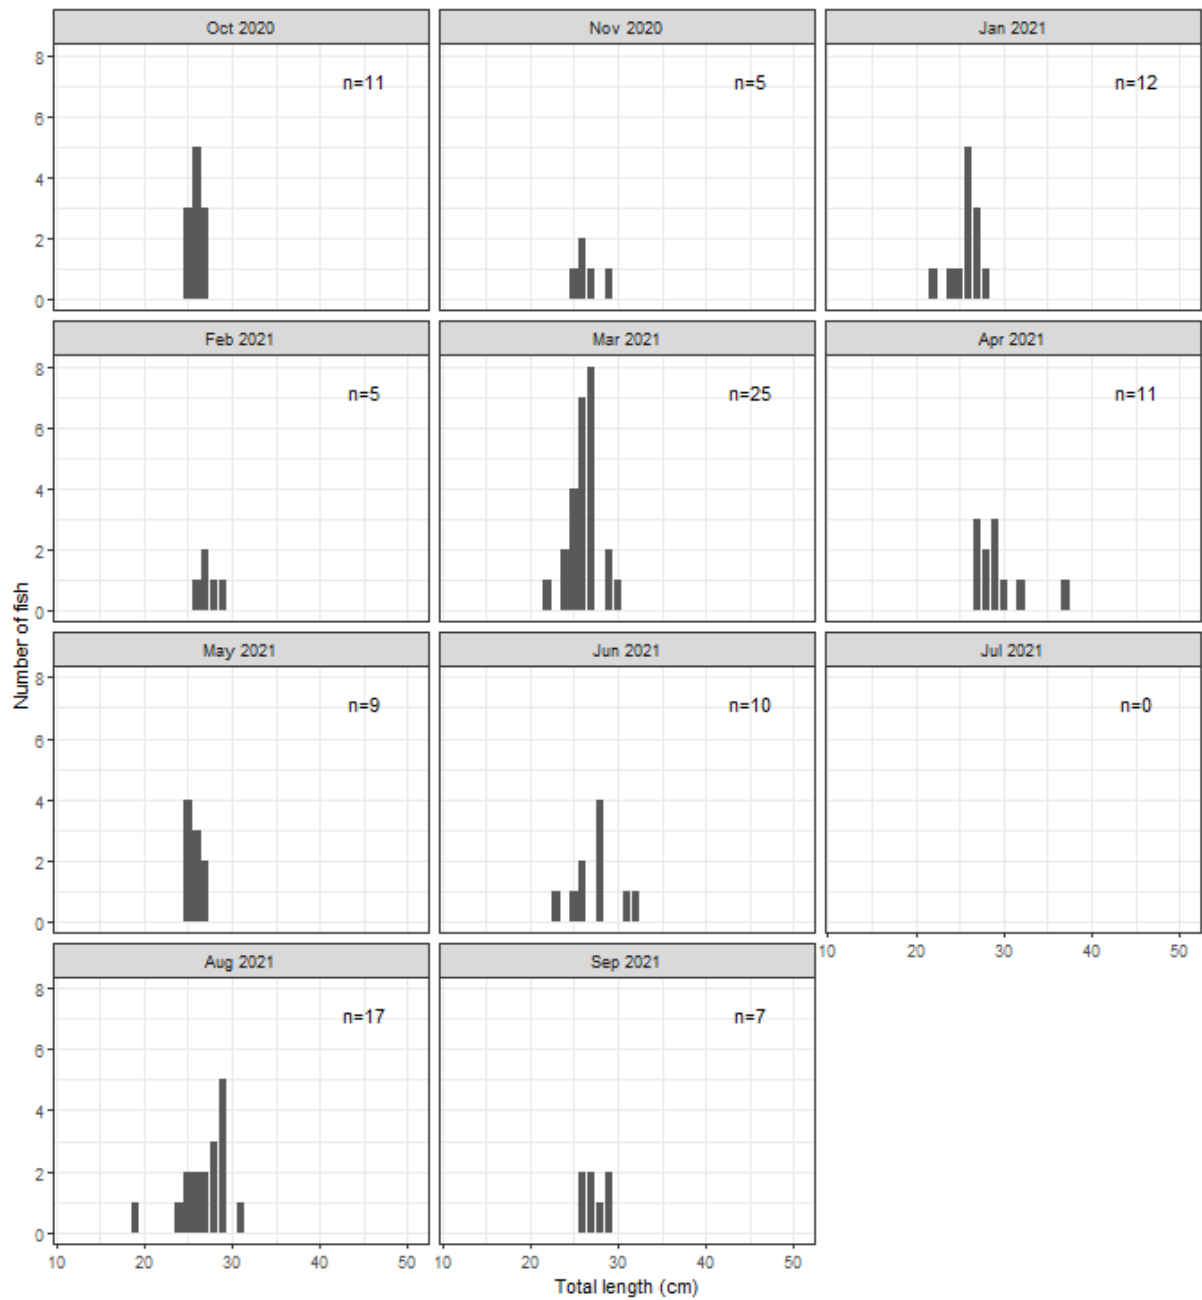 Oct 2020 Nov 2020 Jan 2021
8
n=11 n=5 n=12
6
4
2
0
Feb 2021 Mar 2021 Apr 2021
8
n=5 n=25 n=11
6
4
2
0
Number of fish
May 2021 Jun 2021 Jul 2021
8
n=9 n=10 n=0
6
4
2
0
10 20 30 40 50
Aug 2021 Sep 2021
8
n=17 n=7
6
4
2
0
10 20 30 40 50 10 20 30 40 50
Total length (cm)